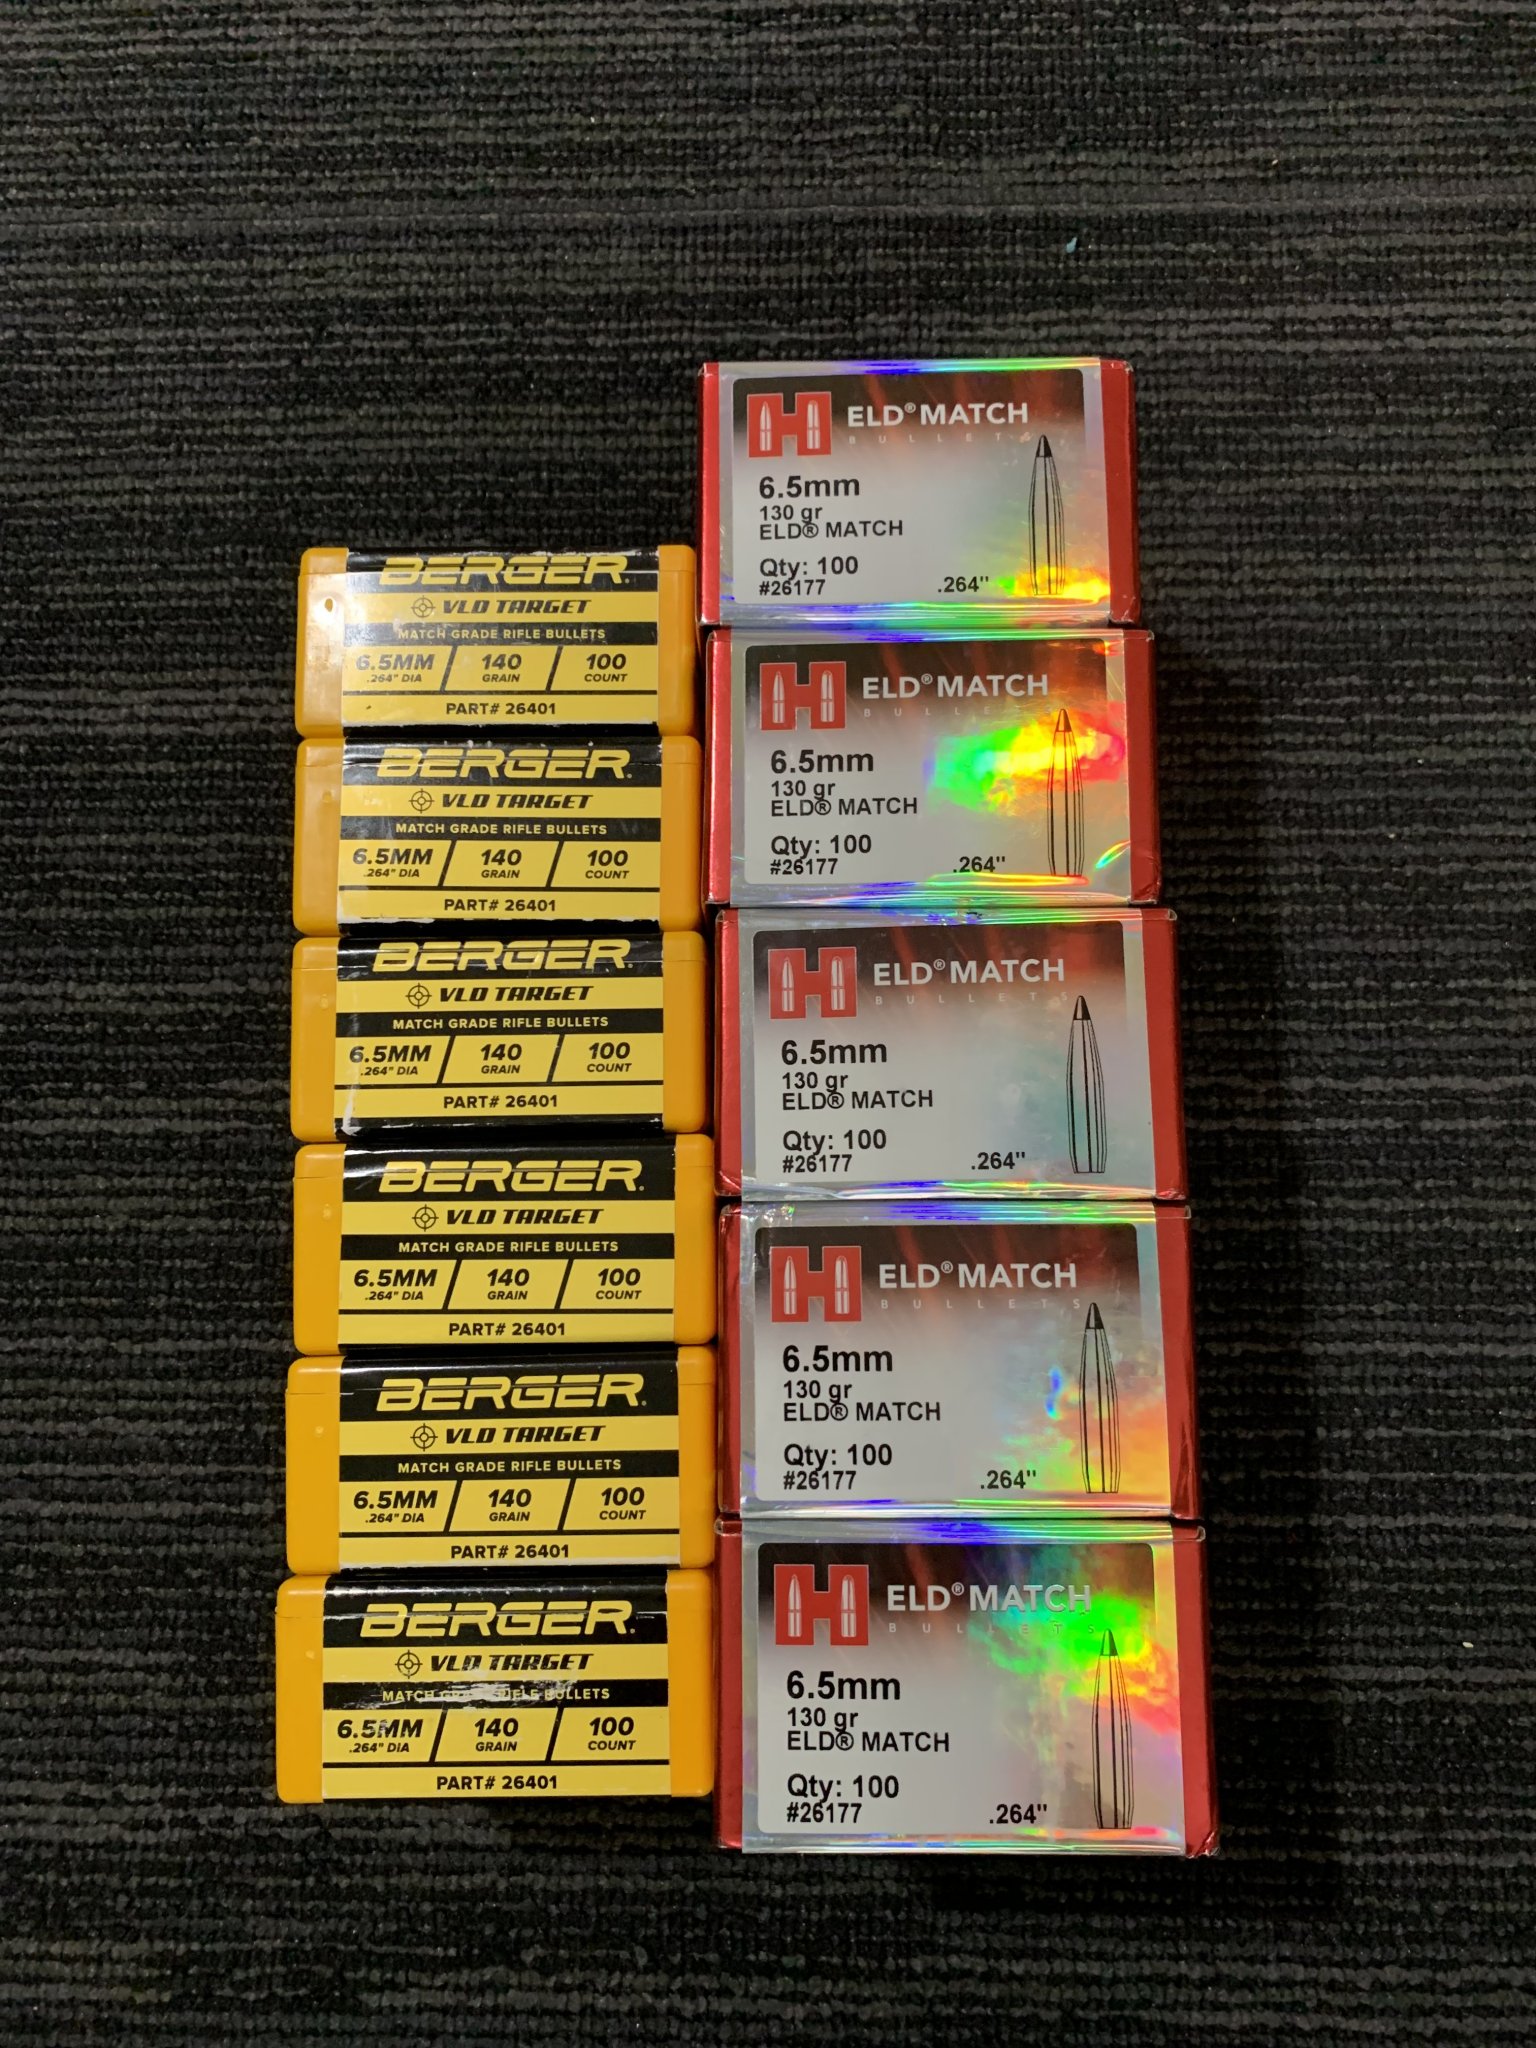 BERGER.
VLD TARGET
MATCH GRADE RIFLE BULLETS
6.5MM 140 100
.264" DIA GRAIN COUNT
PART# 26401
BERGER.
VLD TARGET
MATCH GRADE RIFLE BULLETS
6.5MM 140 100
.264" DIA GRAIN COUNT
PART# 26401
BERGER.
VLD TARGET
MATCH GRADE RIFLE BULLETS
6.5MM 140 100
.264" DIA GRAIN COUNT
PART# 26401
BERGER.
VLD TARGET
MATCH GRADE RIFLE BULLETS
6.5MM 140 100
.264" DIA GRAIN COUNT
PART# 26401
BERGER.
VLD TARGET
MATCH GRADE RIFLE BULLETS
6.5MM 140 100
.264" DIA GRAIN COUNT
PART# 26401
BERGER.
VLD TARGET
MATCH GRADE RIFLE BULLETS
6.5MM 140 100
.264" DIA GRAIN COUNT
PART# 26401
H ELD® MATCH
BULLETS
6.5mm
130 gr
ELD® MATCH
Qty: 100
#26177 .264"
H ELD® MATCH
BULLETS
6.5mm
130 gr
ELD® MATCH
Qty: 100
#26177 .264"
H ELD® MATCH
BULLETS
6.5mm
130 gr
ELD® MATCH
Qty: 100
#26177 .264"
H ELD® MATCH
BULLETS
6.5mm
130 gr
ELD® MATCH
Qty: 100
#26177 .264"
H ELD® MATCH
BULLETS
6.5mm
130 gr
ELD® MATCH
Qty: 100
#26177 .264"